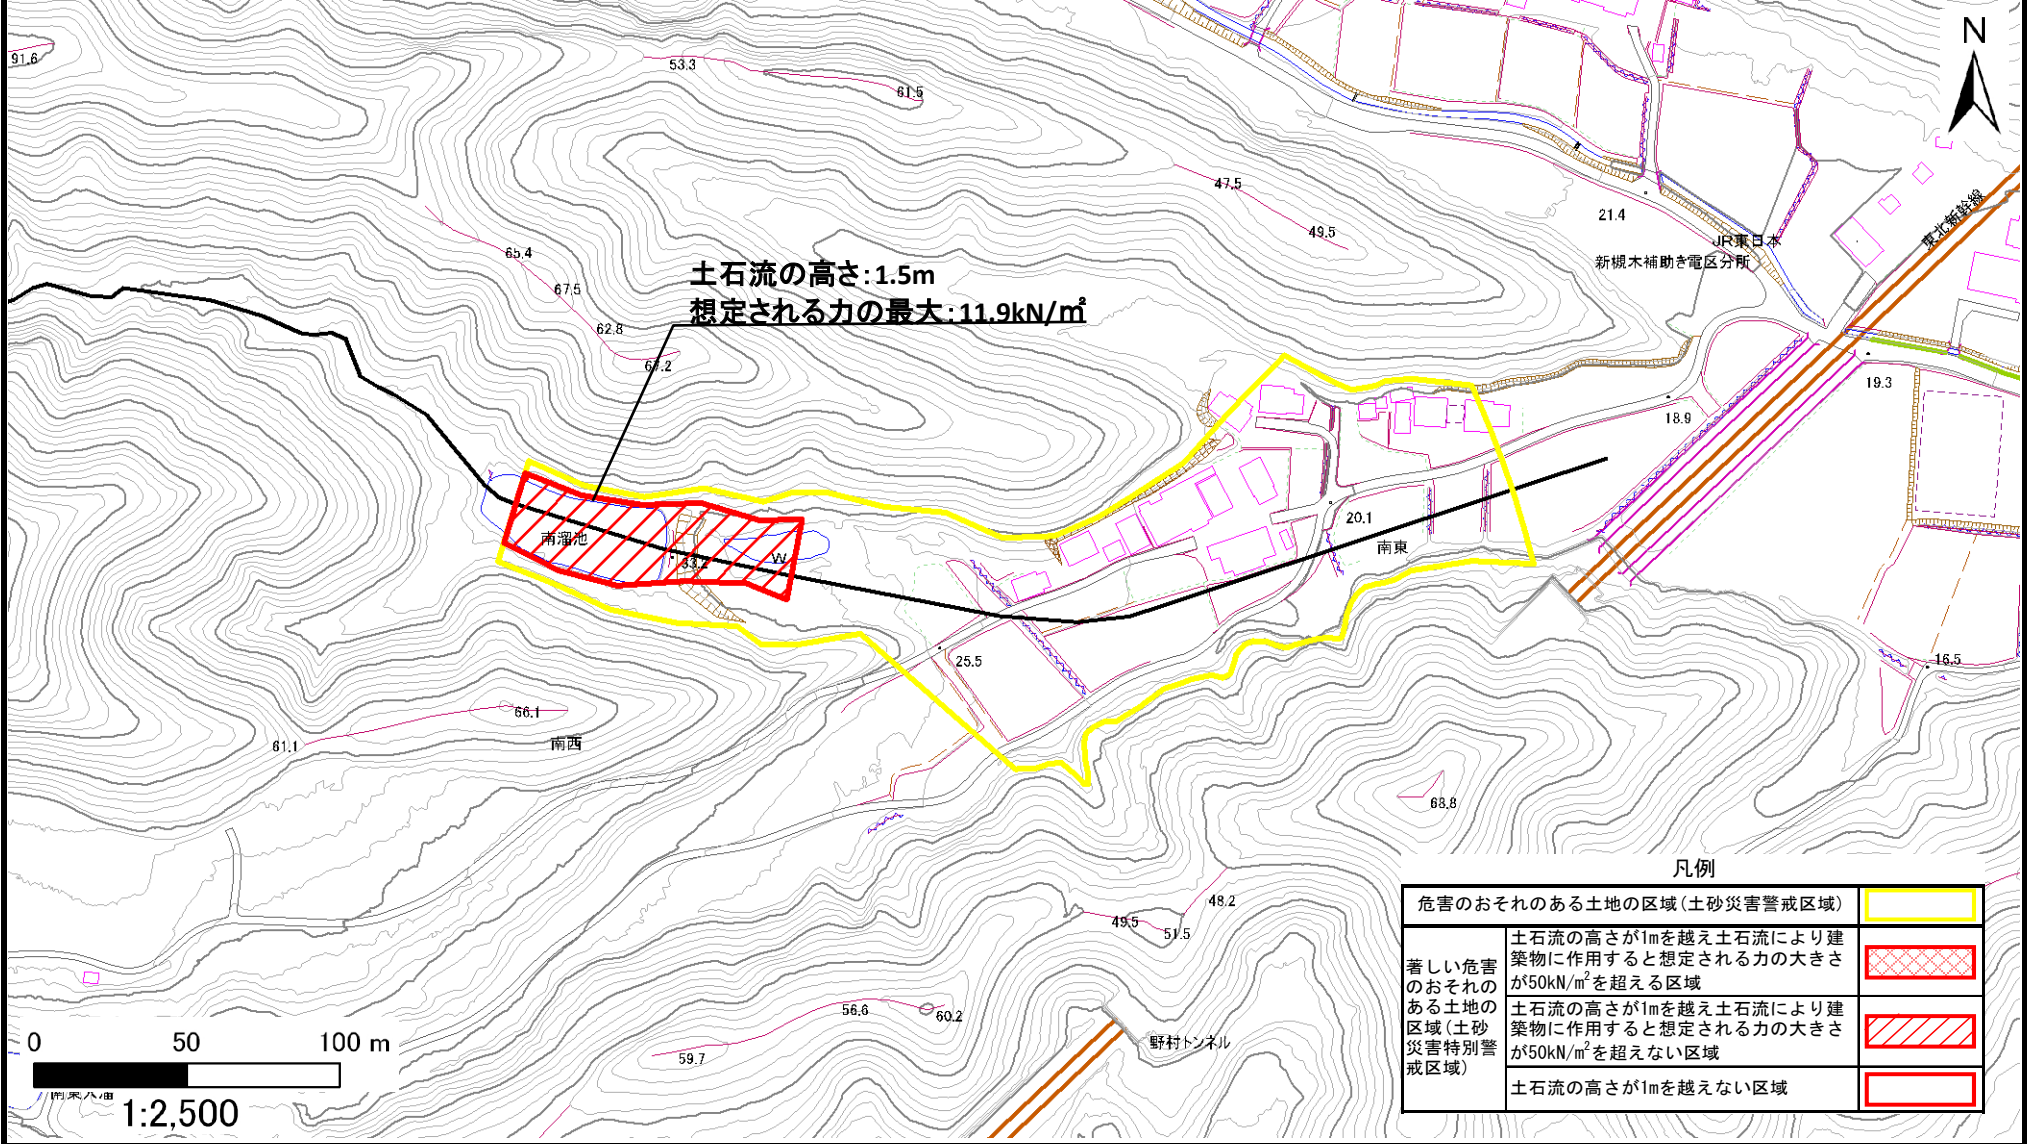 N
91.6
53.3
61.5
47.5
49.5
21.4
JR東日本
新槻木補助き電区分所
東北新幹線
65.4
67.5
62.8
67.2
土石流の高さ:1.5m
想定される力の最大:11.9kN/㎡
19.3
18.9
南溜池
33.2
W
20.1
南東
25.5
16.5
66.1
61.1
南西
63.8
48.2
49.5
51.5
56.6
60.2
59.7
野村トンネル
0 50 100 m
1:2,500
凡例
危害のおそれのある土地の区域(土砂災害警戒区域)
著しい危害
のおそれの
ある土地の
区域(土砂
災害特別警
戒区域)
土石流の高さが1mを越え土石流により建
築物に作用すると想定される力の大きさ
が50kN/m²を超える区域
土石流の高さが1mを越え土石流により建
築物に作用すると想定される力の大きさ
が50kN/m²を超えない区域
土石流の高さが1mを越えない区域